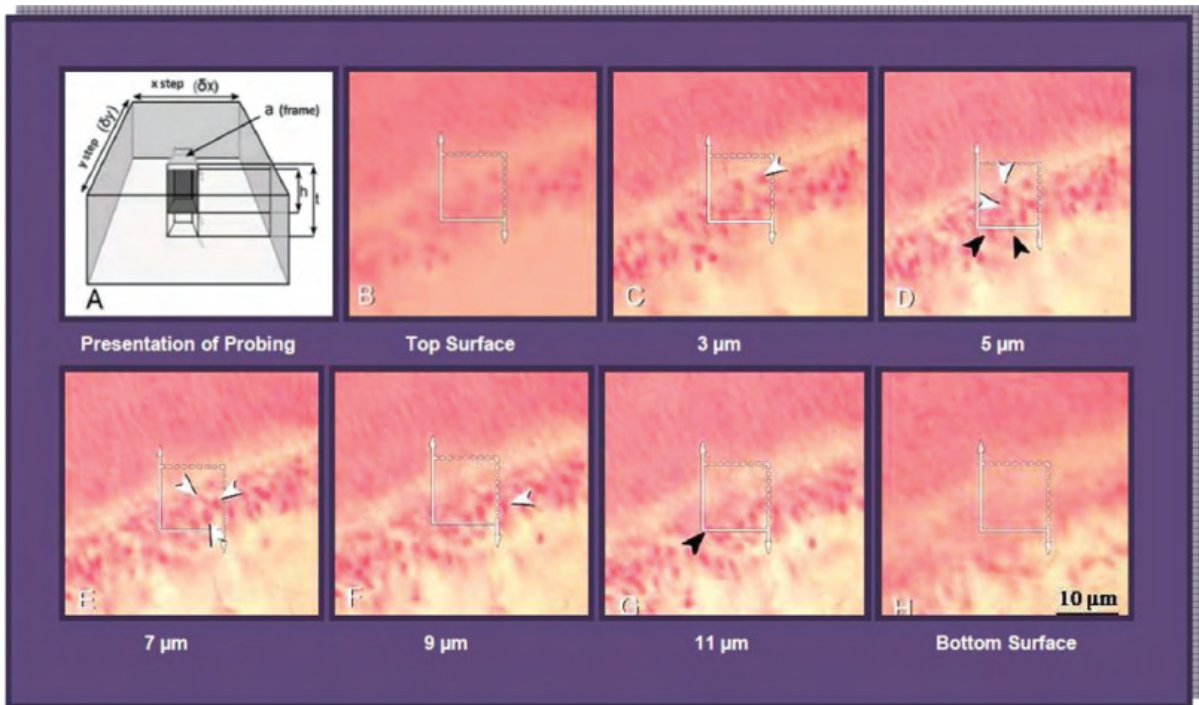 x step (δx)
y step (δy)
a (frame)
h
t
A
B
C
D
Presentation of Probing
Top Surface
3 µm
5 µm
E
F
G
H
10 µm
7 µm
9 µm
11 µm
Bottom Surface